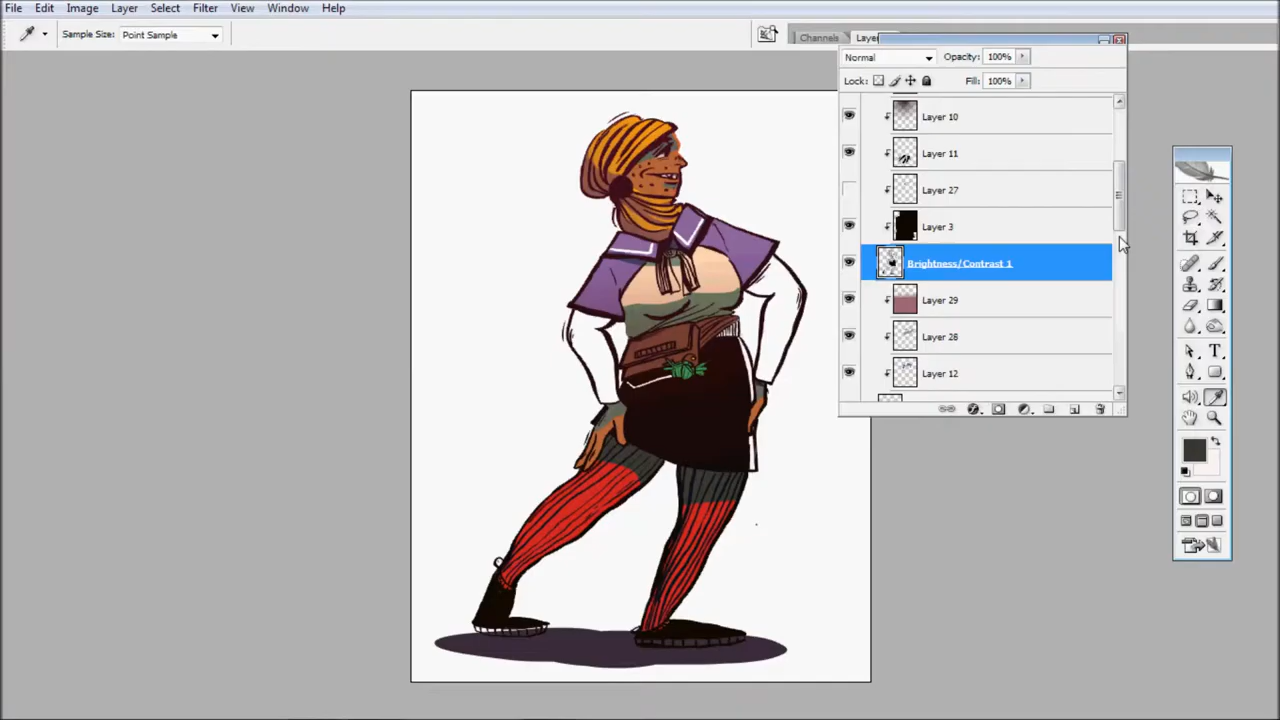 File Edit Image Layer Select Filter View Window Help
Sample Size: Point Sample
Channels Layer
Normal Opacity: 100%
Lock: Fill: 100%
Layer 10
Layer 11
Layer 27
Layer 3
Brightness/Contrast 1
Layer 29
Layer 28
Layer 12
T